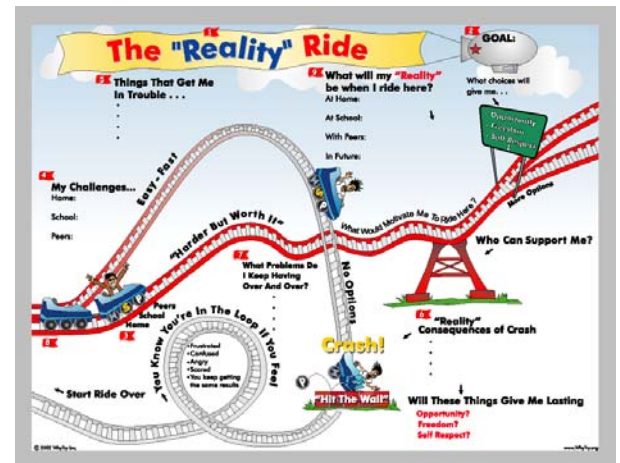 The "Reality" Ride
GOAL:
What choices will
give me...
Opportunity
Freedom
Self Respect
Things That Get Me
In Trouble . . .
What will my "Reality"
be when I ride here?
At Home:
At School:
With Peers:
In Future:
My Challenges...
Home:
School:
Peers:
Easy - Fast
"Harder But Worth It"
What Would Motivate Me To Ride Here?
More Options
Who Can Support Me?
What Problems Do
I Keep Having
Over And Over?
No Options
Peers
School
Home
You Know You're In The Loop If You Feel
•Frustrated
•Confused
•Angry
•Scared
•You keep getting
the same results
"Reality"
Consequences of Crash
Crash!
"Hit The Wall"
Start Ride Over
Will These Things Give Me Lasting
Opportunity?
Freedom?
Self Respect?